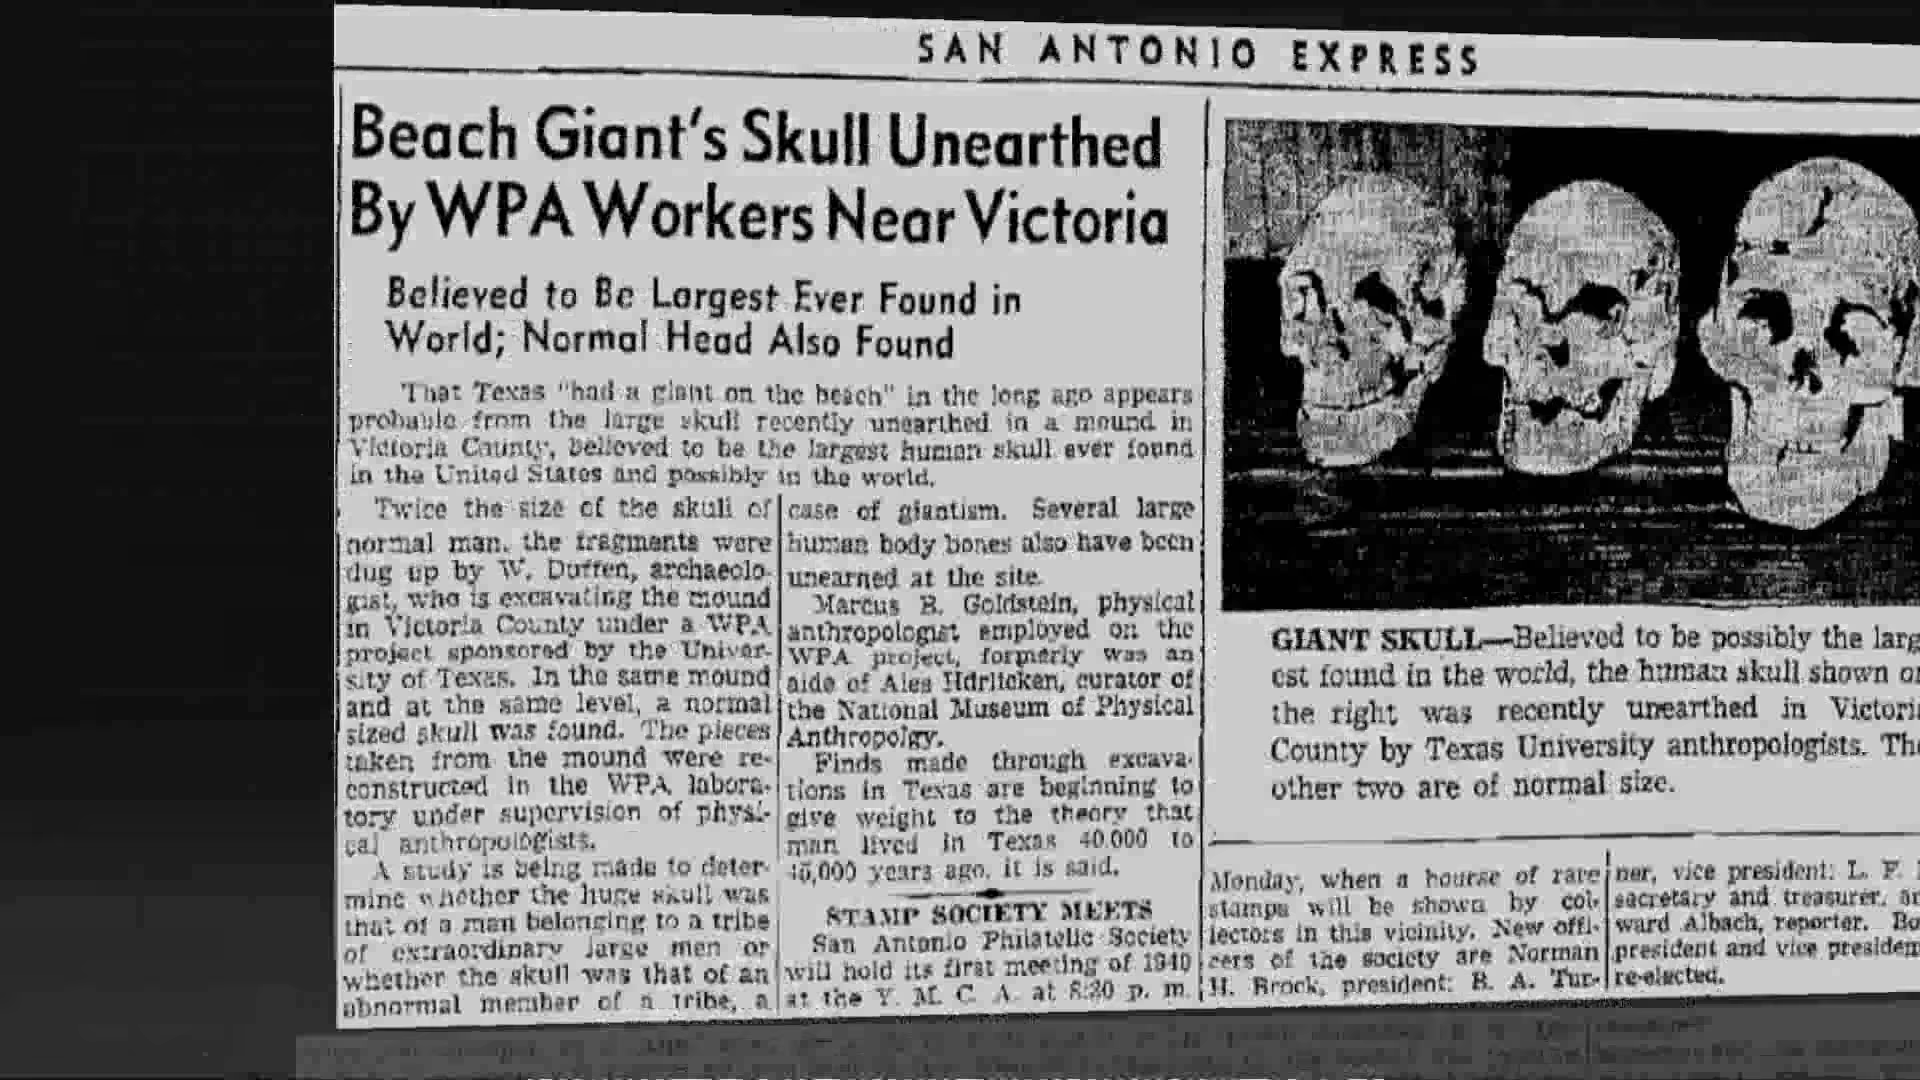 SAN ANTONIO EXPRESS
Beach Giant's Skull Unearthed
By WPA Workers Near Victoria
Believed to Be Largest Ever Found in
World; Normal Head Also Found
That Texas "had a giant on the beach" in the long ago appears
probable from the large skull recently unearthed in a mound in
Victoria County, believed to be the largest human skull ever found
in the United States and possibly in the world.
Twice the size of the skull of
normal man, the fragments were
dug up by W. Duffen, archaeolo-
gist, who is excavating the mound
in Victoria County under a WPA
project sponsored by the Univer-
sity of Texas. In the same mound
and at the same level, a normal
sized skull was found. The pieces
taken from the mound were re-
constructed in the WPA labora-
tory under supervision of physi-
cal anthropologists.
A study is being made to deter-
mine whether the huge skull was
that of a man belonging to a tribe
of extraordinary large men or
whether the skull was that of an
abnormal member of a tribe, a
case of giantism. Several large
human body bones also have been
unearned at the site.
Marcus B. Goldstein, physical
anthropologist employed on the
WPA project, formerly was an
aide of Ales Hdrlicken, curator of
the National Museum of Physical
Anthropolgy.
Finds made through excava-
tions in Texas are beginning to
give weight to the theory that
man lived in Texas 40,000 to
45,000 years ago, it is said.
STAMP SOCIETY MEETS
San Antonio Philatelic Society
will hold its first meeting of 1940
at the Y. M. C. A. at 8:30 p. m.
GIANT SKULL—Believed to be possibly the larg
est found in the world, the human skull shown on
the right was recently unearthed in Victori
County by Texas University anthropologists. The
other two are of normal size.
Monday, when a bourse of rare
stamps will be shown by col-
lectors in this vicinity. New offi-
cers of the society are Norman
H. Brock, president; B. A. Tur-
ner, vice president; L. F.
secretary and treasurer, an
ward Albach, reporter. Bo
president and vice presiden
re-elected.